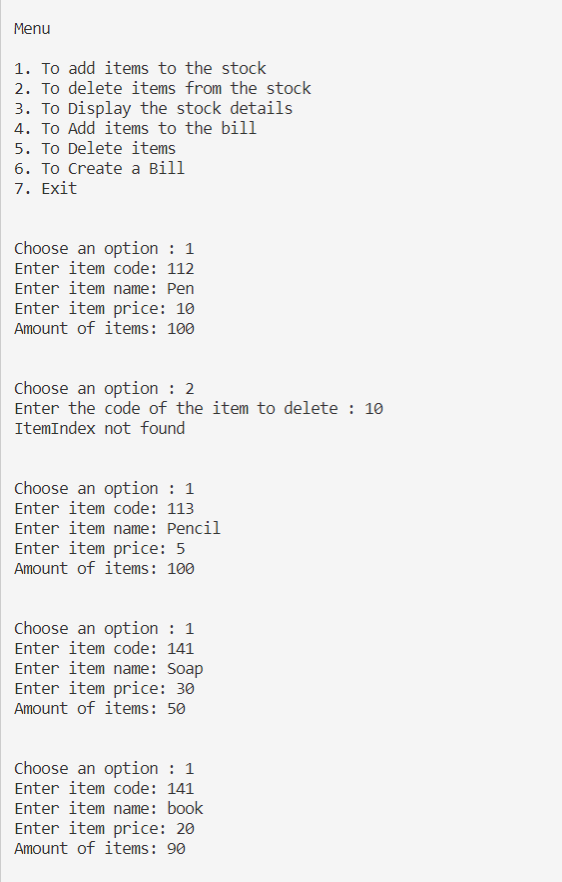 Menu
1. To add items to the stock
2. To delete items from the stock
3. To Display the stock details
4. To Add items to the bill
5. To Delete items
6. To Create a Bill
7. Exit
Choose an option : 1
Enter item code: 112
Enter item name: Pen
Enter item price: 10
Amount of items: 100
Choose an option : 2
Enter the code of the item to delete : 10
ItemIndex not found
Choose an option : 1
Enter item code: 113
Enter item name: Pencil
Enter item price: 5
Amount of items: 100
Choose an option : 1
Enter item code: 141
Enter item name: Soap
Enter item price: 30
Amount of items: 50
Choose an option : 1
Enter item code: 141
Enter item name: book
Enter item price: 20
Amount of items: 90